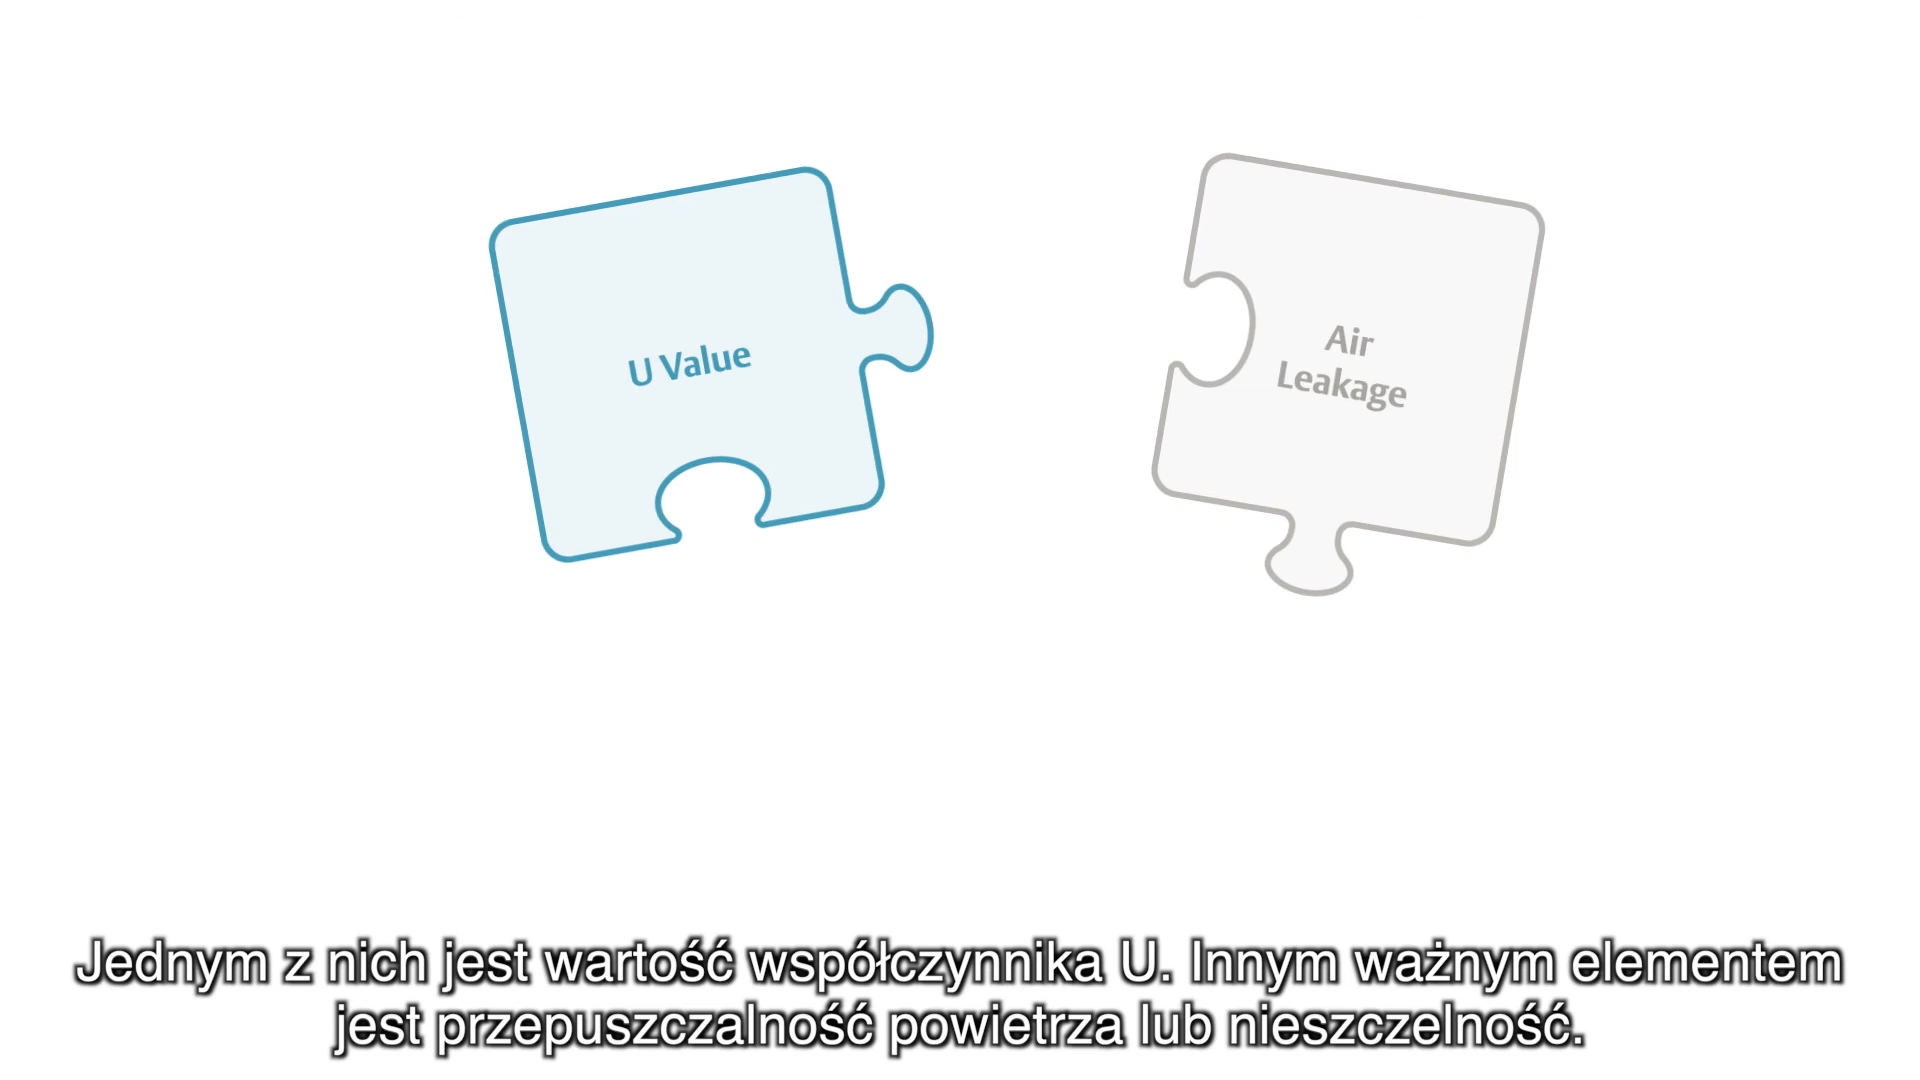 U Value
Air
Leakage
Jednym z nich jest wartość współczynnika U. Innym ważnym elementem
jest przepuszczalność powietrza lub nieszczelność.